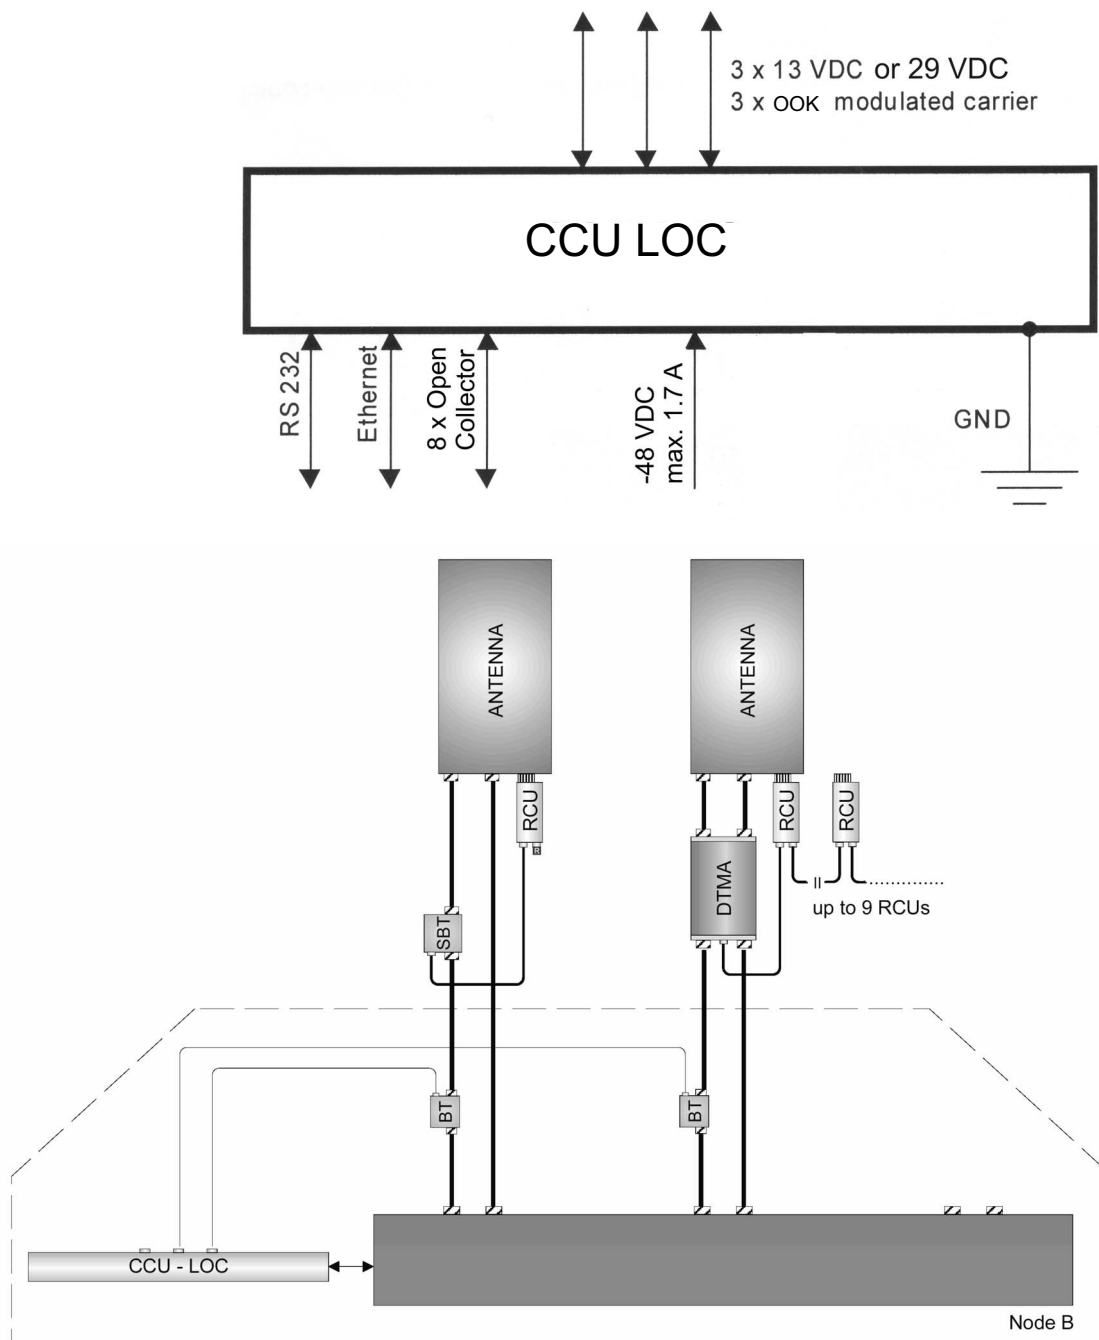 3 x 13 VDC or 29 VDC
3 x OOK modulated carrier
CCU LOC
RS 232
Ethernet
8 x Open
Collector
-48 VDC
max. 1.7 A
GND
ANTENNA
ANTENNA
RCU
R
RCU
RCU
DTMA
up to 9 RCUs
SBT
BT
BT
CCU - LOC
Node B